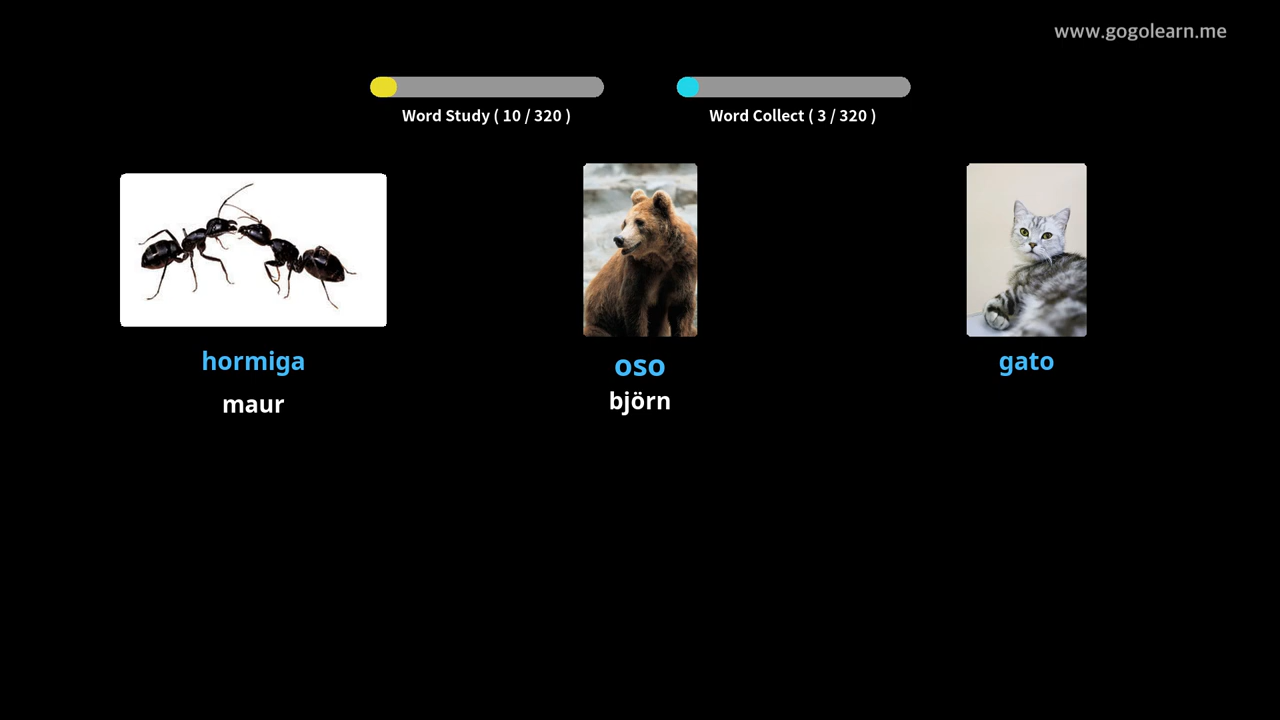 www.gogolearn.me
Word Study ( 10 / 320 )
Word Collect ( 3 / 320 )
hormiga
maur
oso
björn
gato